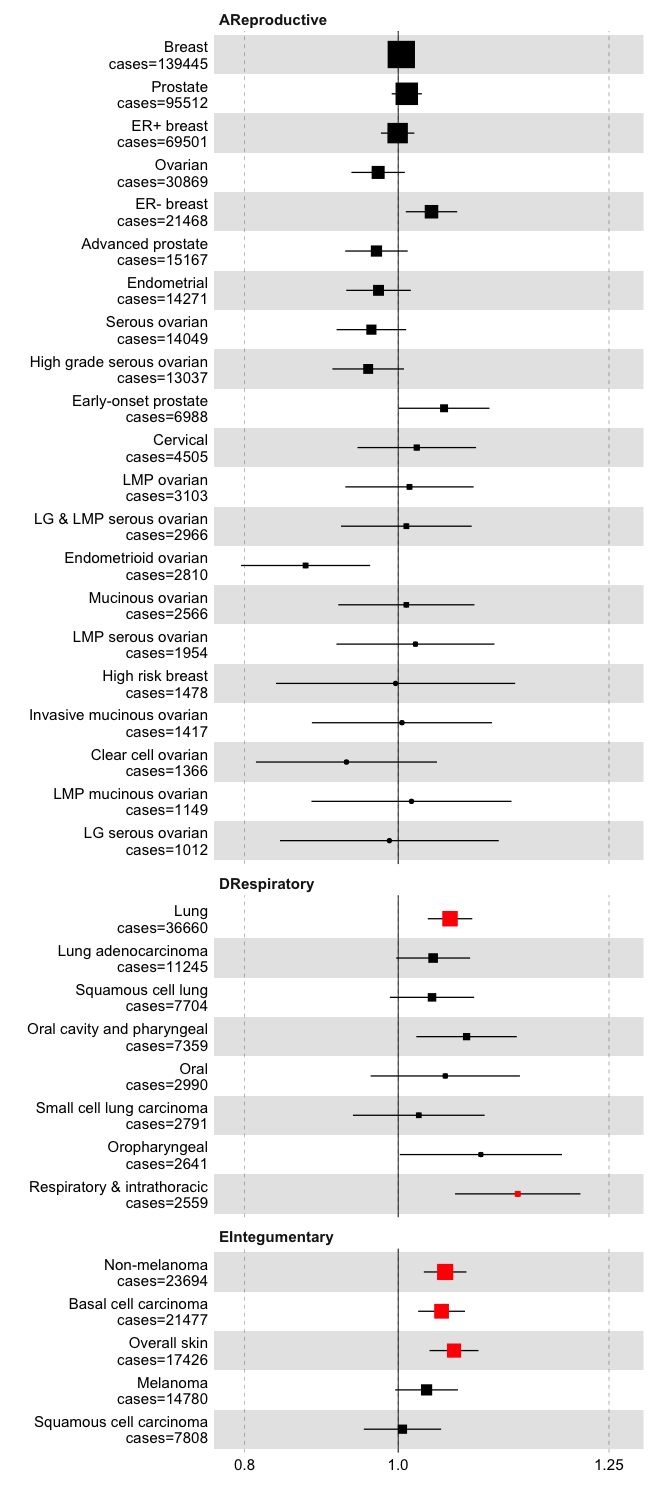 AReproductive
Breast
cases=139445
Prostate
cases=95512
ER+ breast
cases=69501
Ovarian
cases=30869
ER- breast
cases=21468
Advanced prostate
cases=15167
Endometrial
cases=14271
Serous ovarian
cases=14049
High grade serous ovarian
cases=13037
Early-onset prostate
cases=6988
Cervical
cases=4505
LMP ovarian
cases=3103
LG & LMP serous ovarian
cases=2966
Endometrioid ovarian
cases=2810
Mucinous ovarian
cases=2566
LMP serous ovarian
cases=1954
High risk breast
cases=1478
Invasive mucinous ovarian
cases=1417
Clear cell ovarian
cases=1366
LMP mucinous ovarian
cases=1149
LG serous ovarian
cases=1012
DRespiratory
Lung
cases=36660
Lung adenocarcinoma
cases=11245
Squamous cell lung
cases=7704
Oral cavity and pharyngeal
cases=7359
Oral
cases=2990
Small cell lung carcinoma
cases=2791
Oropharyngeal
cases=2641
Respiratory & intrathoracic
cases=2559
EIntegumentary
Non-melanoma
cases=23694
Basal cell carcinoma
cases=21477
Overall skin
cases=17426
Melanoma
cases=14780
Squamous cell carcinoma
cases=7808
0.8 1.0 1.25